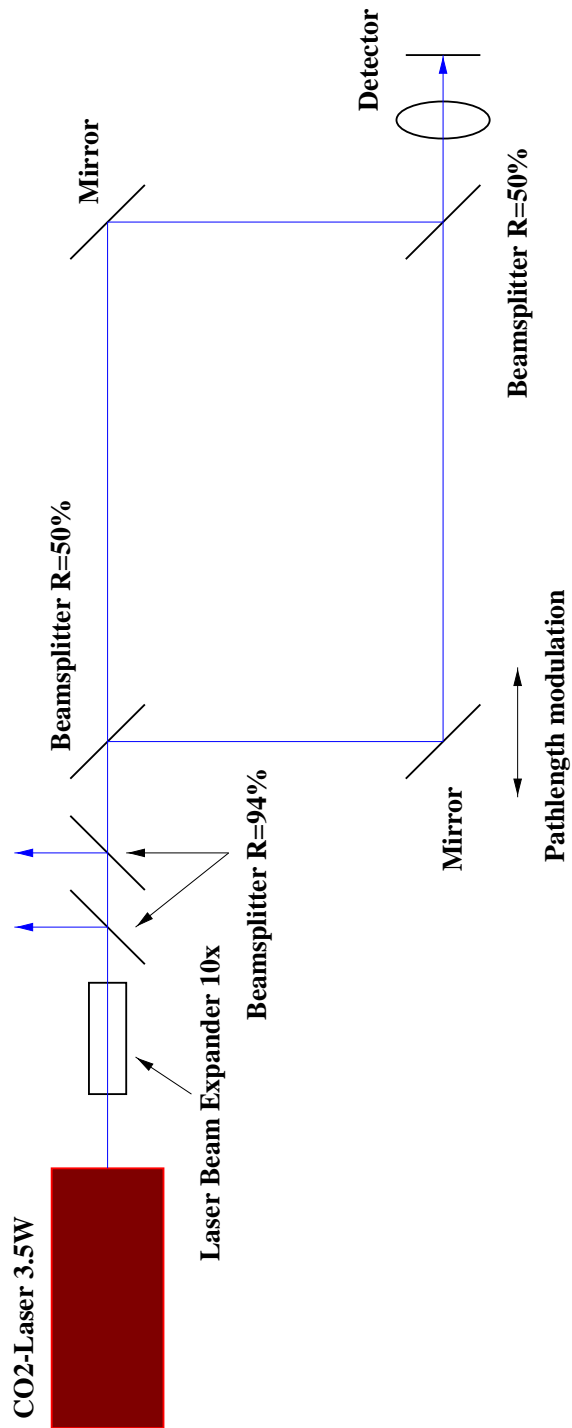 CO2-Laser 3.5W
Laser Beam Expander 10x
Beamsplitter R=94%
Beamsplitter R=50%
Mirror
Pathlength modulation
Mirror
Beamsplitter R=50%
Detector